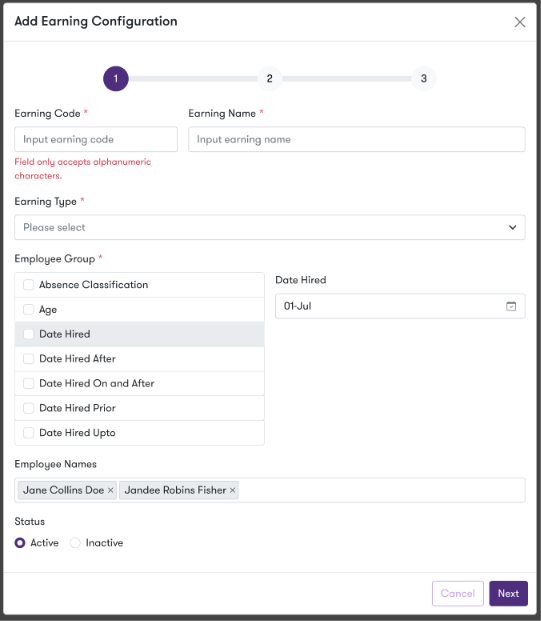 Add Earning Configuration
1 2 3
Earning Code * Earning Name *
Input earning code Input earning name
Field only accepts alphanumeric
characters.
Earning Type *
Please select
Employee Group *
Absence Classification Date Hired
Age 01-Jul
Date Hired
Date Hired After
Date Hired On and After
Date Hired Prior
Date Hired Upto
Employee Names
Jane Collins Doe × Jandee Robins Fisher ×
Status
Active Inactive
Cancel Next